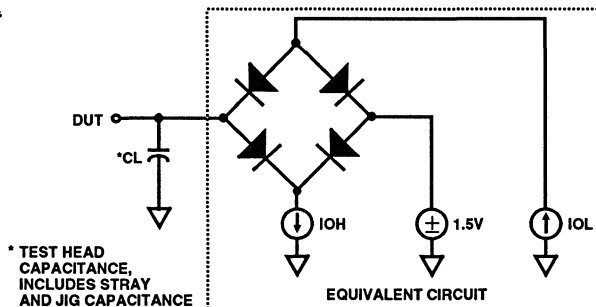 DUT
*CL
IOH
±
1.5V
IOL
* TEST HEAD
CAPACITANCE,
INCLUDES STRAY
AND JIG CAPACITANCE
EQUIVALENT CIRCUIT